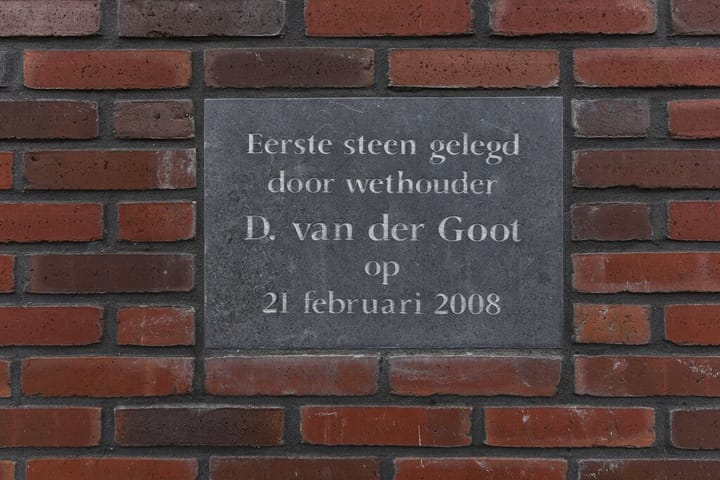 Eerste steen gelegd
door wethouder
D. van der Goot
op
21 februari 2008